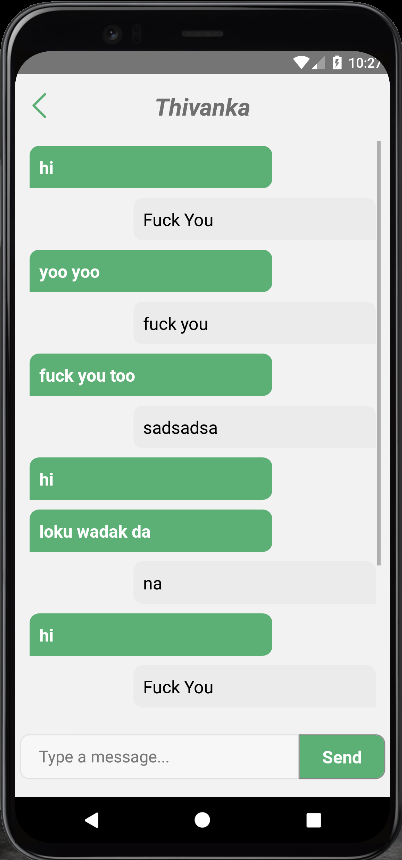 10:27
Thivanka
hi
Fuck You
yoo yoo
fuck you
fuck you too
sadsadsa
hi
loku wadak da
na
hi
Fuck You
Type a message...
Send